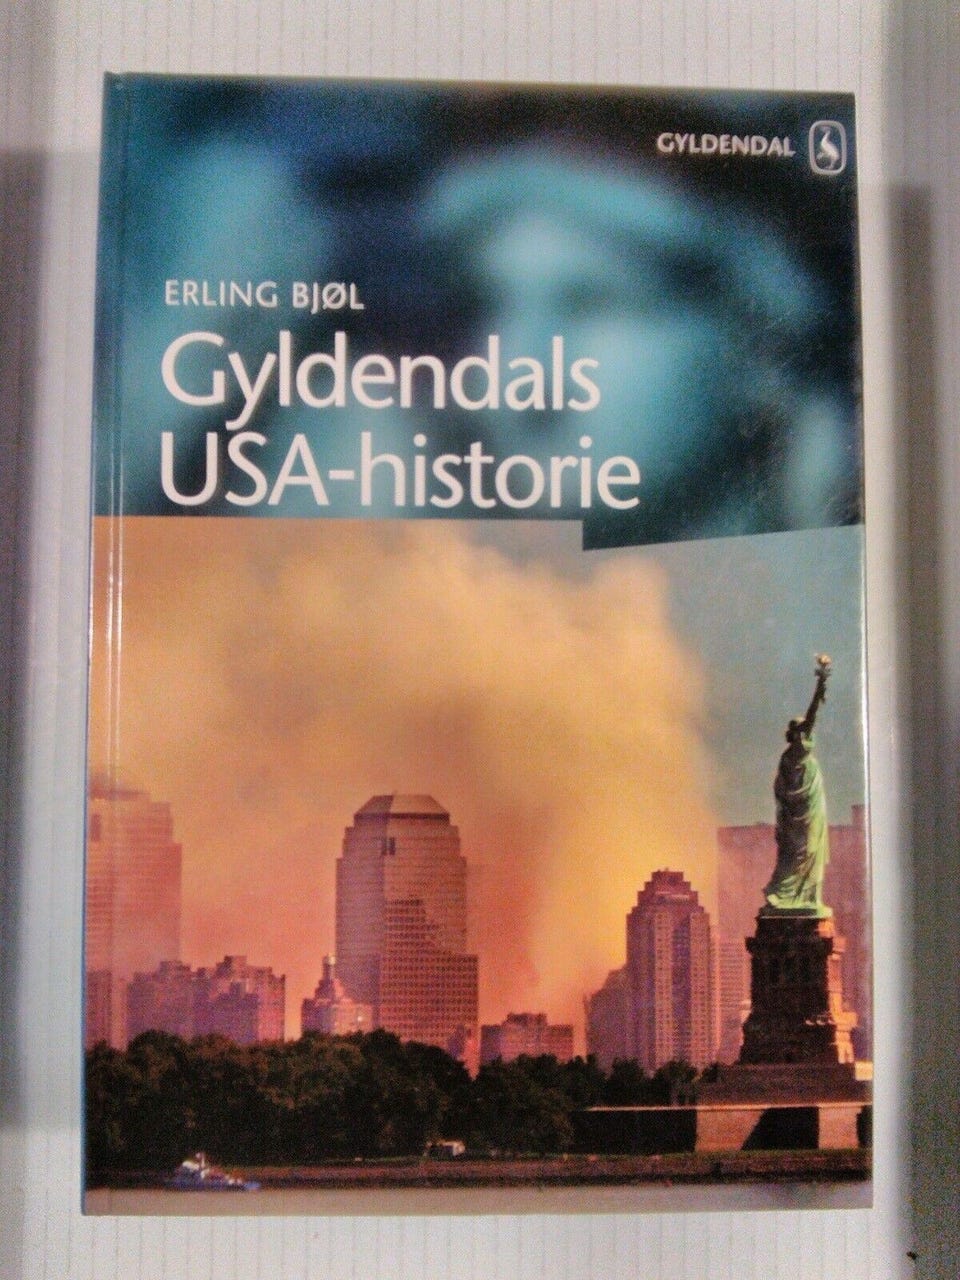 GYLDENDAL
ERLING BJØL
Gyldendals
USA-historie